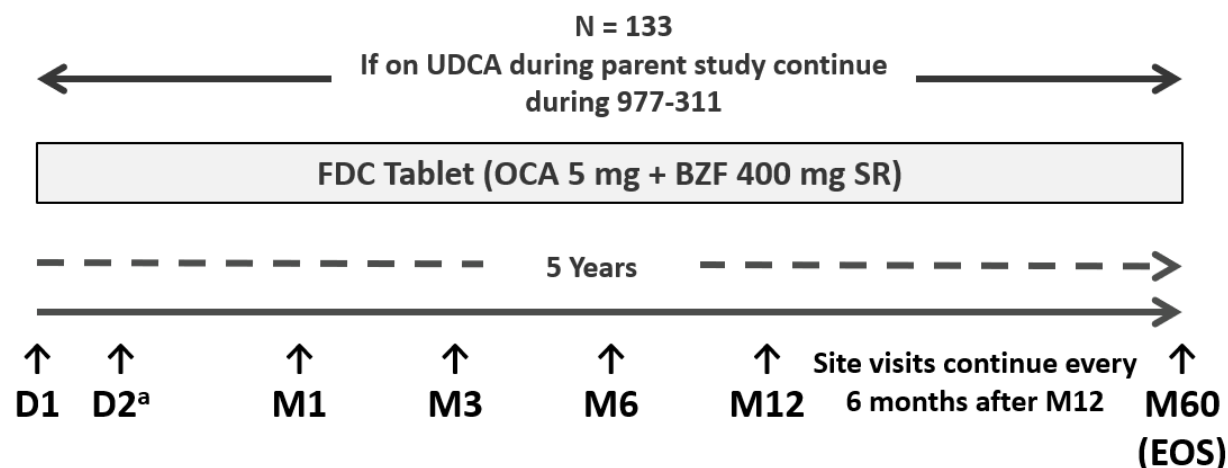 N = 133
If on UDCA during parent study continue
during 977-311
FDC Tablet (OCA 5 mg + BZF 400 mg SR)
5 Years
D1 D2ᵃ M1 M3 M6 M12 Site visits continue every
6 months after M12 M60
(EOS)